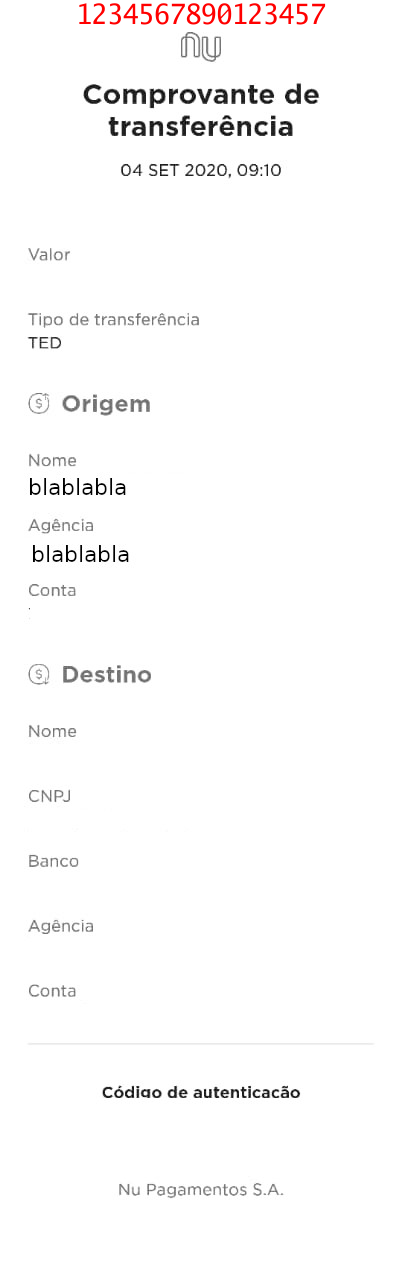 1234567890123457
nu
Comprovante de
transferência
04 SET 2020, 09:10
Valor
Tipo de transferência
TED
Origem
Nome
blablabla
Agência
blablabla
Conta
Destino
Nome
CNPJ
Banco
Agência
Conta
Código de autenticação
Nu Pagamentos S.A.